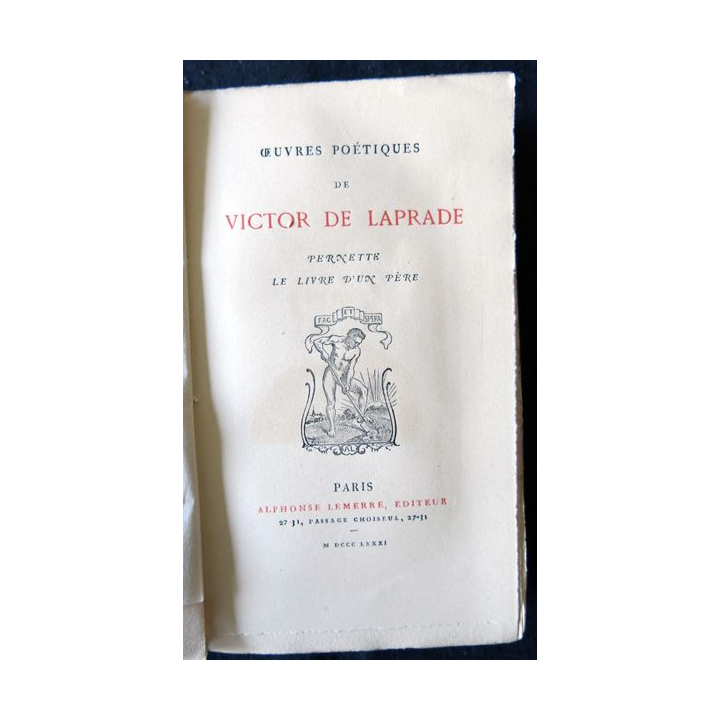 ŒUVRES POÉTIQUES
DE
VICTOR DE LAPRADE
PERNETTE
LE LIVRE D'UN PÈRE
FAC ET SPERA
AL
PARIS
ALPHONSE LEMERRE, ÉDITEUR
27-31, PASSAGE CHOISEUL, 27-31
—
M DCCC LXXXI